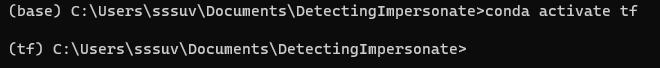 (base) C:\Users\sssuv\Documents\DetectingImpersonate>conda activate tf
(tf) C:\Users\sssuv\Documents\DetectingImpersonate>